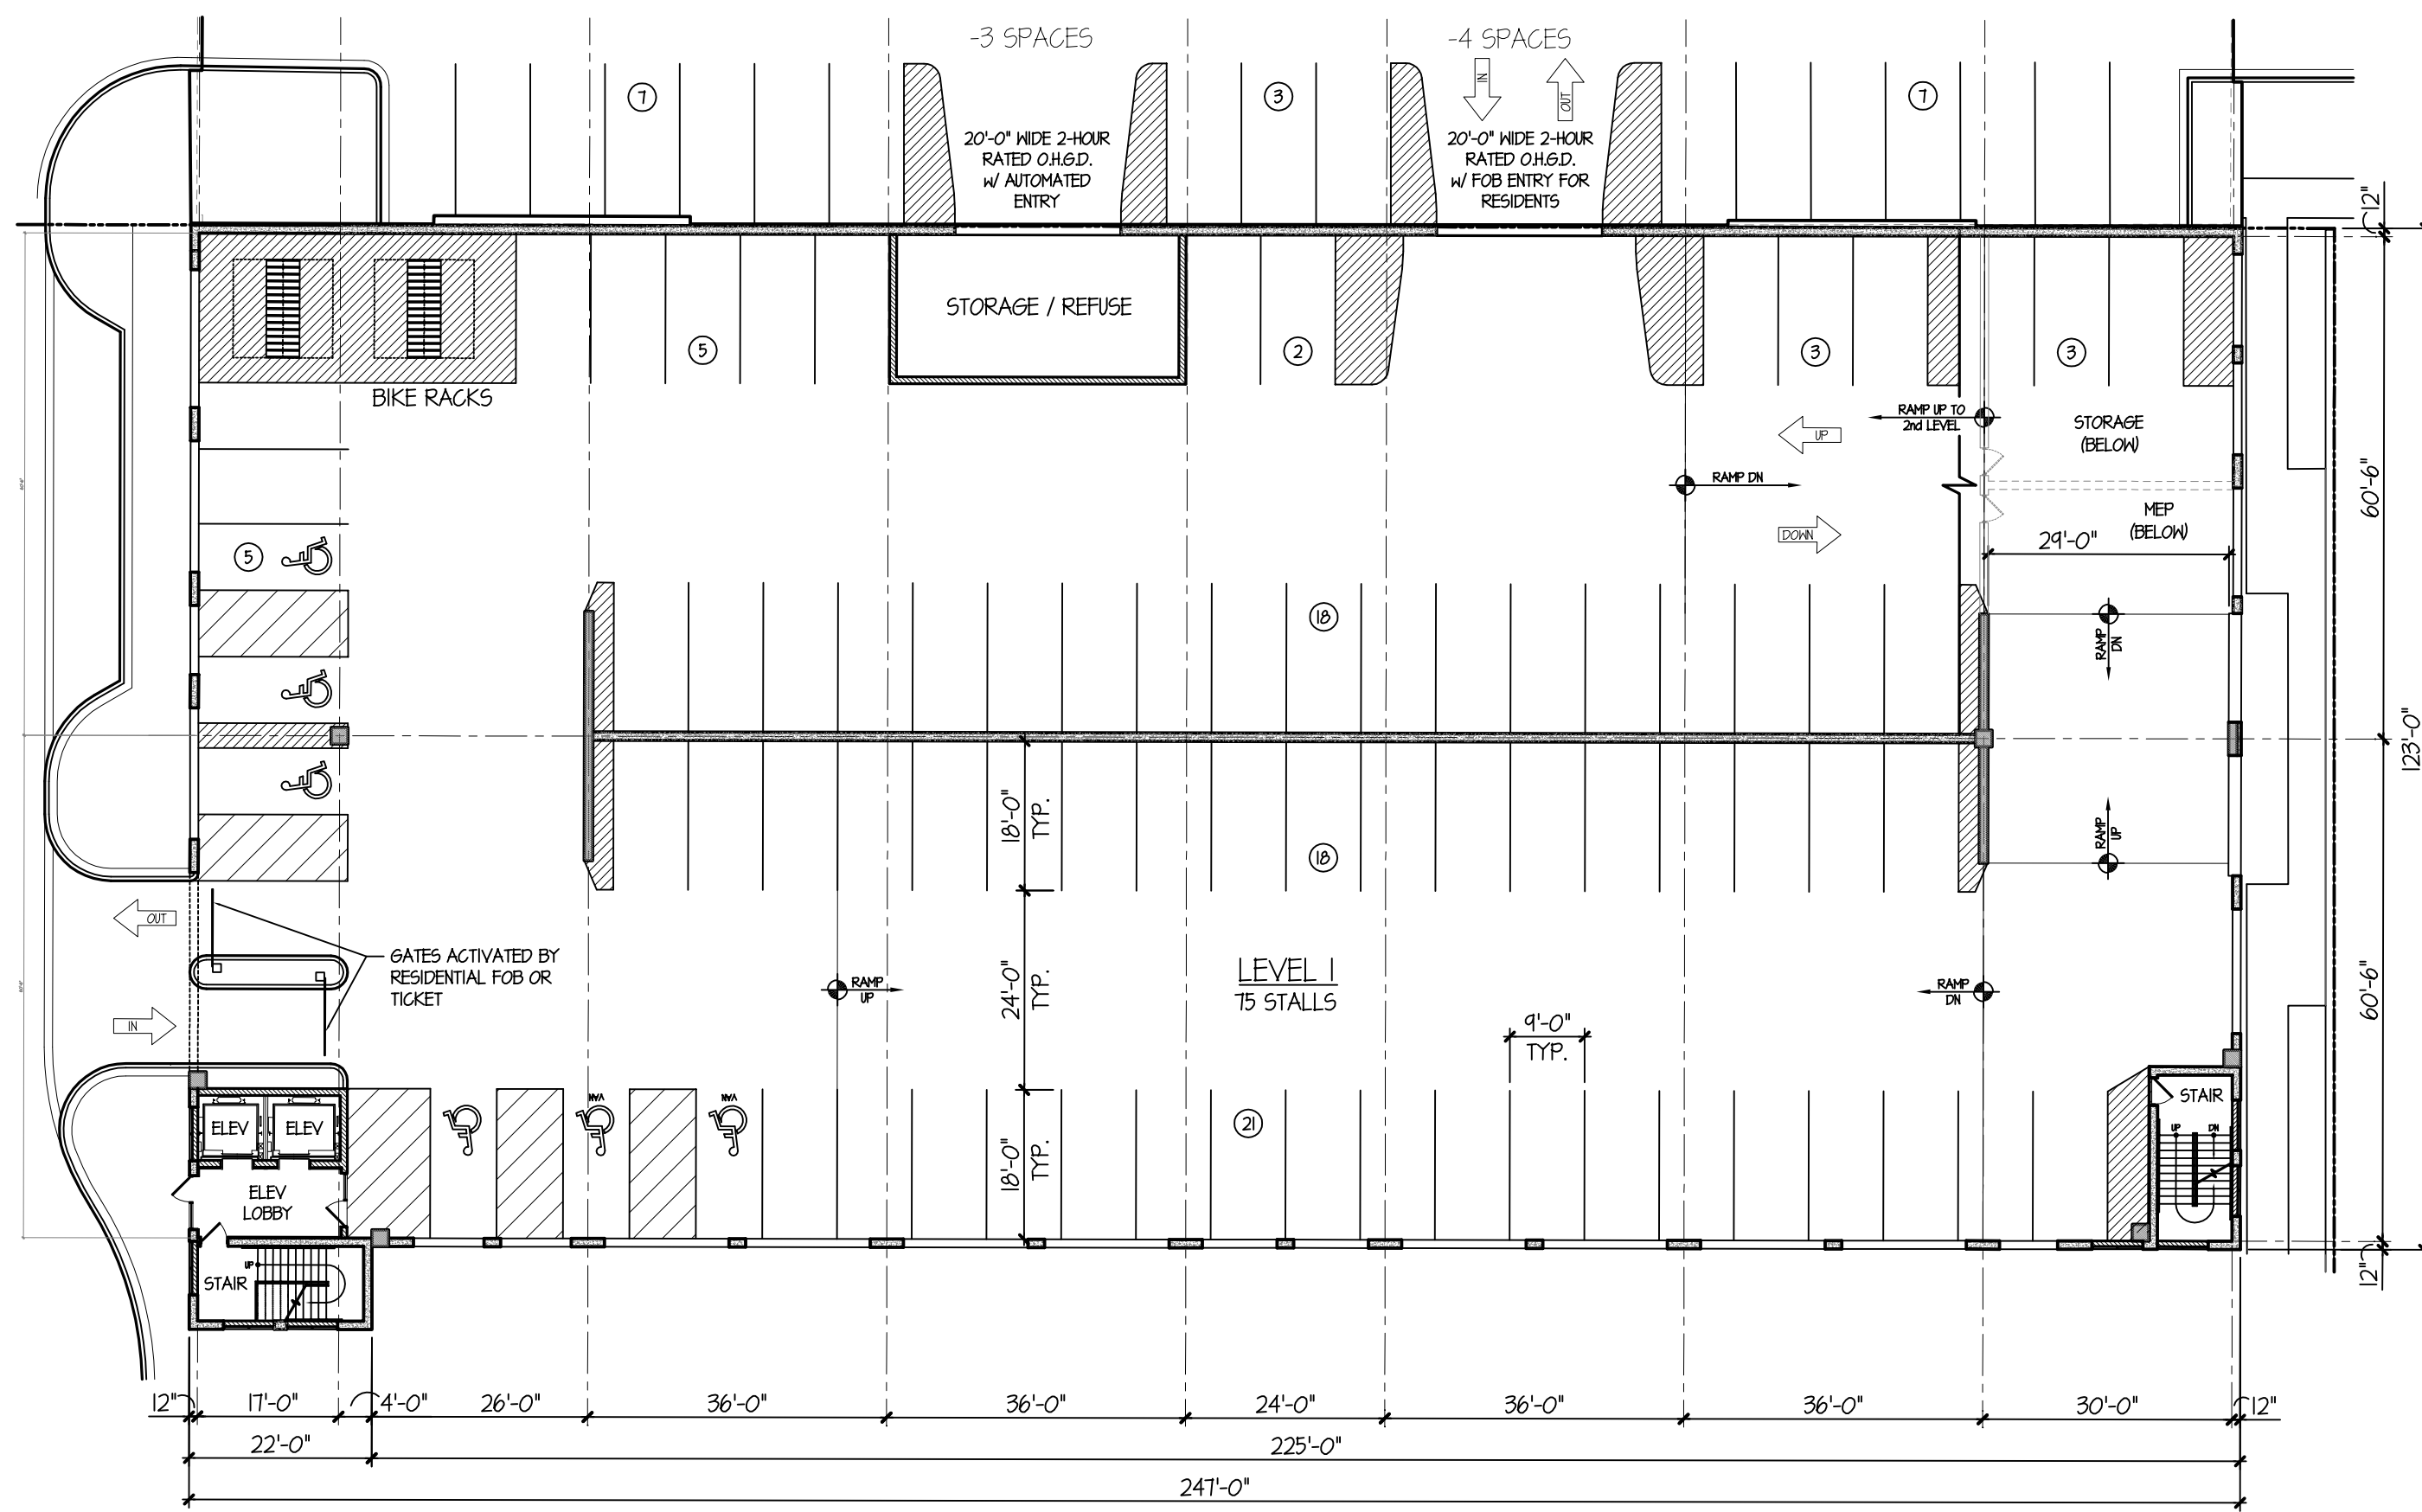 -3 SPACES
-4 SPACES
IN
OUT
7
3
7
20'-0" WIDE 2-HOUR
RATED O.H.G.D.
w/ AUTOMATED
ENTRY
20'-0" WIDE 2-HOUR
RATED O.H.G.D.
w/ FOB ENTRY FOR
RESIDENTS
12"
STORAGE / REFUSE
5
2
3
3
BIKE RACKS
RAMP UP TO
2nd LEVEL
UP
STORAGE
(BELOW)
RAMP DN
60'-6"
MEP
(BELOW)
DOWN
29'-0"
5
18
RAMP
DN
123'-0"
18'-0"
TYP.
18
RAMP
UP
OUT
GATES ACTIVATED BY
RESIDENTIAL FOB OR
TICKET
IN
24'-0"
TYP.
RAMP
UP
LEVEL 1
75 STALLS
RAMP
DN
60'-6"
9'-0"
TYP.
ELEV
ELEV
VAN
VAN
21
18'-0"
TYP.
STAIR
UP
DN
ELEV
LOBBY
STAIR
UP
12"
12"
17'-0"
4'-0"
26'-0"
36'-0"
36'-0"
24'-0"
36'-0"
36'-0"
30'-0"
12"
22'-0"
225'-0"
247'-0"